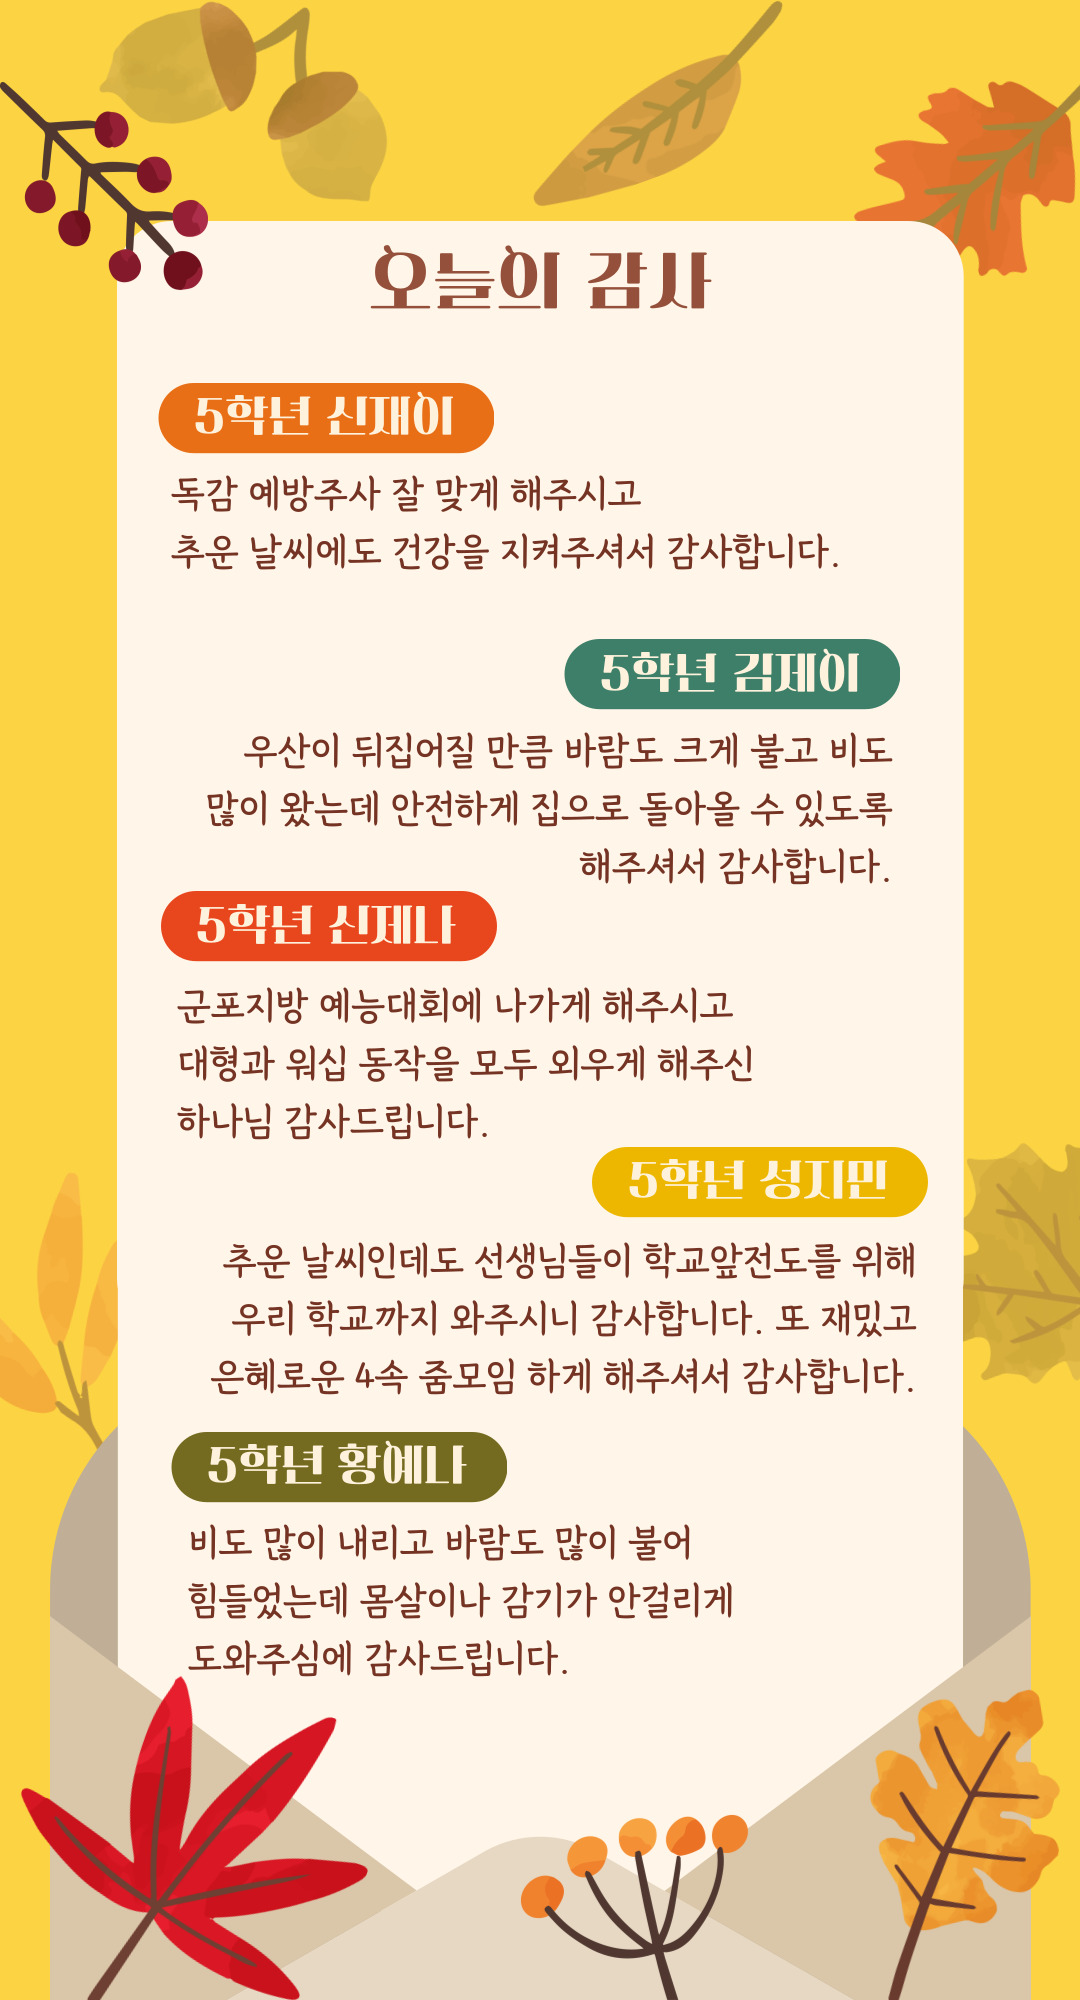 오늘의 감사
5학년 신재이
독감 예방주사 잘 맞게 해주시고
추운 날씨에도 건강을 지켜주셔서 감사합니다.
5학년 김제이
우산이 뒤집어질 만큼 바람도 크게 불고 비도
많이 왔는데 안전하게 집으로 돌아올 수 있도록
해주셔서 감사합니다.
5학년 신제나
군포지방 예능대회에 나가게 해주시고
대형과 워십 동작을 모두 외우게 해주신
하나님 감사드립니다.
5학년 성지민
추운 날씨인데도 선생님들이 학교앞전도를 위해
우리 학교까지 와주시니 감사합니다. 또 재밌고
은혜로운 4속 줌모임 하게 해주셔서 감사합니다.
5학년 황예나
비도 많이 내리고 바람도 많이 불어
힘들었는데 몸살이나 감기가 안걸리게
도와주심에 감사드립니다.